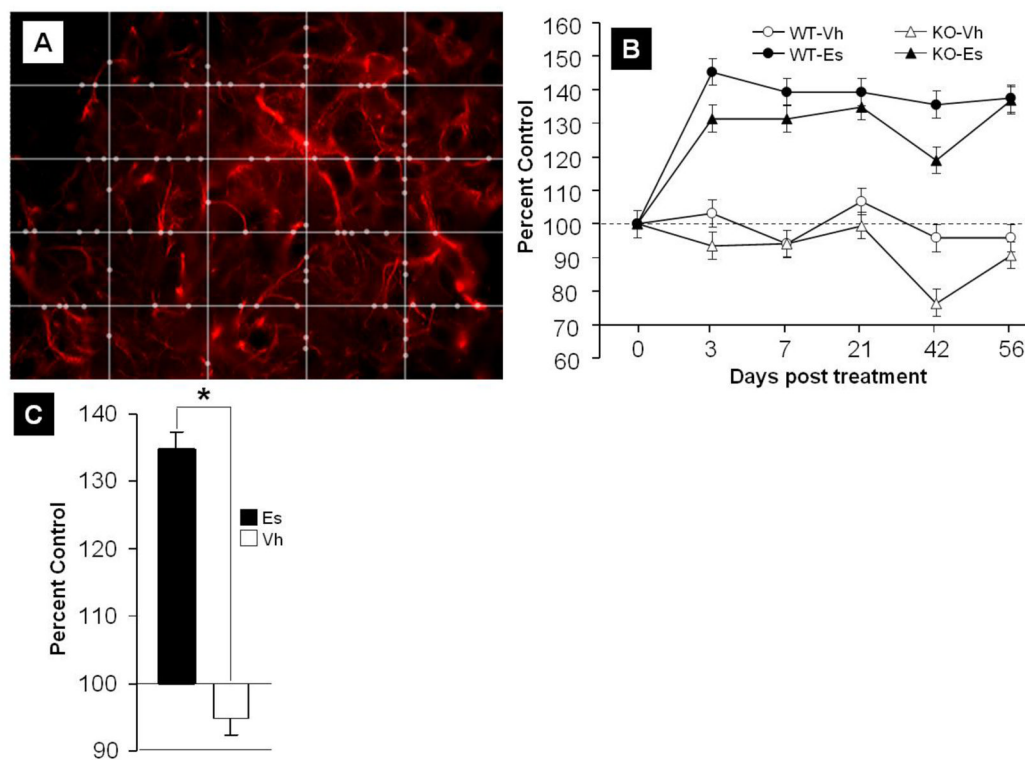 A
B
WT-Vh KO-Vh
WT-Es KO-Es
Percent Control
160
150
140
130
120
110
100
90
80
70
60
0 3 7 21 42 56
Days post treatment
C
*
Percent Control
140
130
120
110
100
90
Es
Vh